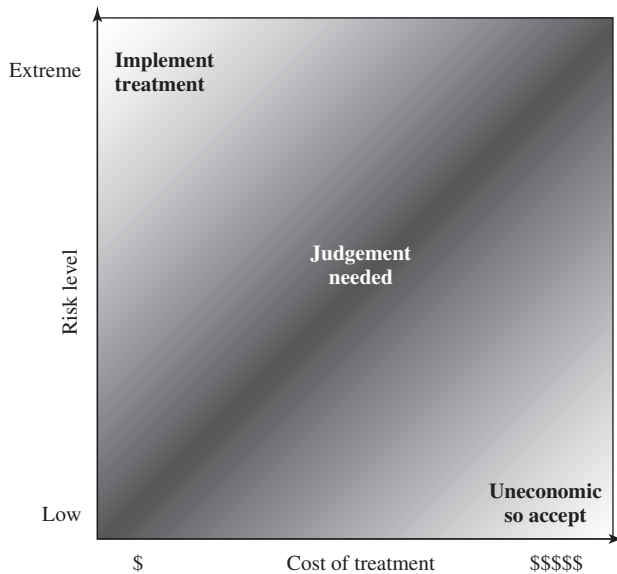 Extreme
Implement
treatment
Judgement
needed
Risk level
Uneconomic
so accept
Low
$
Cost of treatment
$$$$$